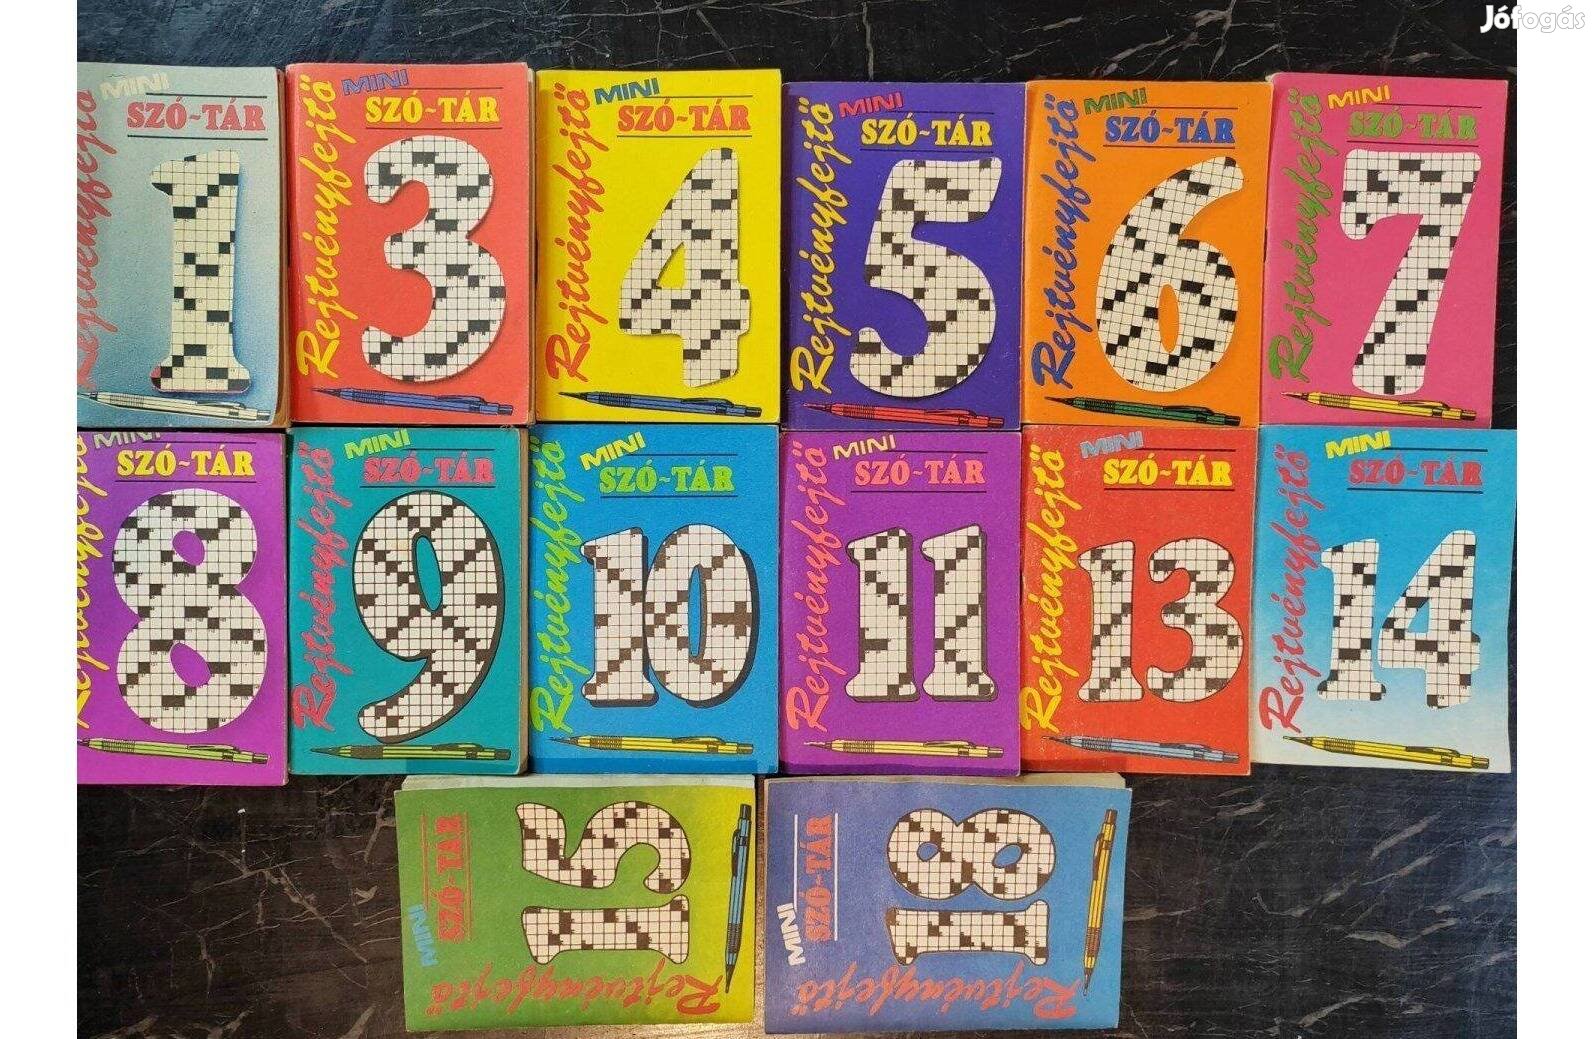 Jófogás
Rejtvényfejtő
MINI
SZÓ~TÁR
1
Rejtvényfejtő
MINI
SZÓ~TÁR
3
Rejtvényfejtő
MINI
SZÓ~TÁR
4
Rejtvényfejtő
MINI
SZÓ~TÁR
5
Rejtvényfejtő
MINI
SZÓ~TÁR
6
Rejtvényfejtő
MINI
SZÓ~TÁR
7
Rejtvényfejtő
MINI
SZÓ~TÁR
8
Rejtvényfejtő
MINI
SZÓ~TÁR
9
Rejtvényfejtő
MINI
SZÓ~TÁR
10
Rejtvényfejtő
MINI
SZÓ~TÁR
11
Rejtvényfejtő
MINI
SZÓ~TÁR
13
Rejtvényfejtő
MINI
SZÓ~TÁR
14
Rejtvényfejtő
MINI
SZÓ~TÁR
15
Rejtvényfejtő
MINI
SZÓ~TÁR
18